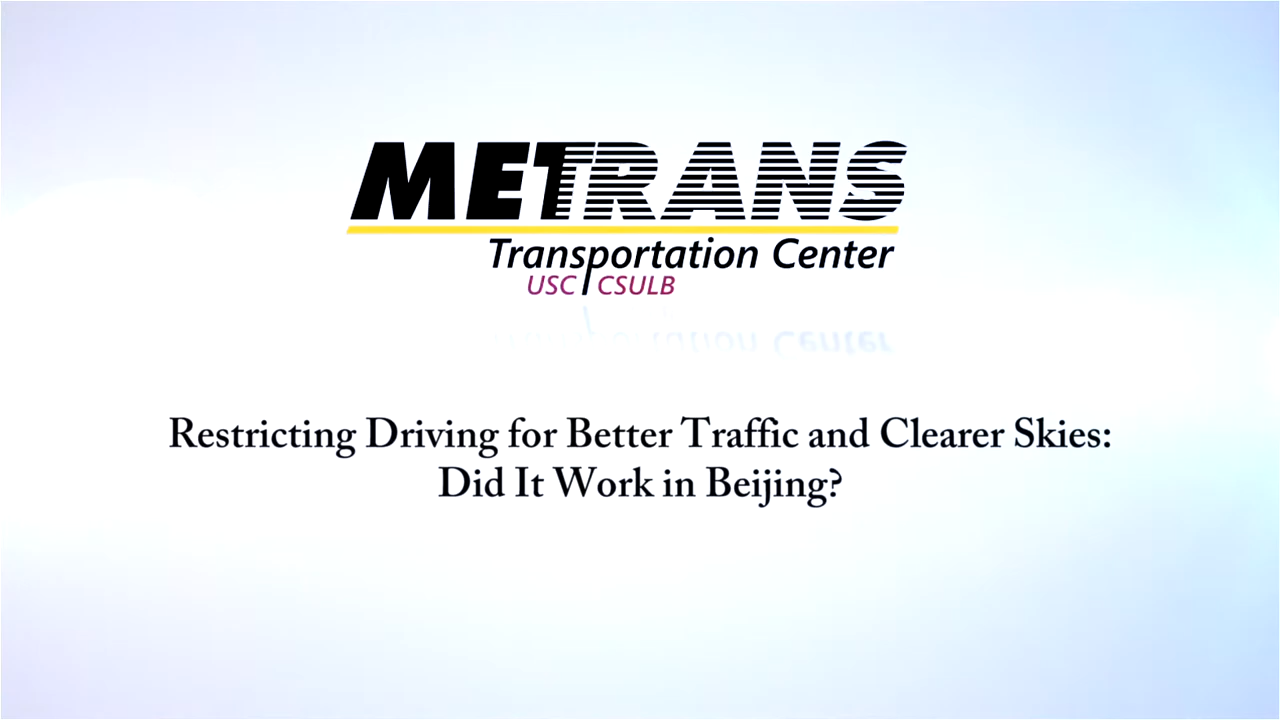 METRANS
Transportation Center
USC CSULB
Restricting Driving for Better Traffic and Clearer Skies:
Did It Work in Beijing?